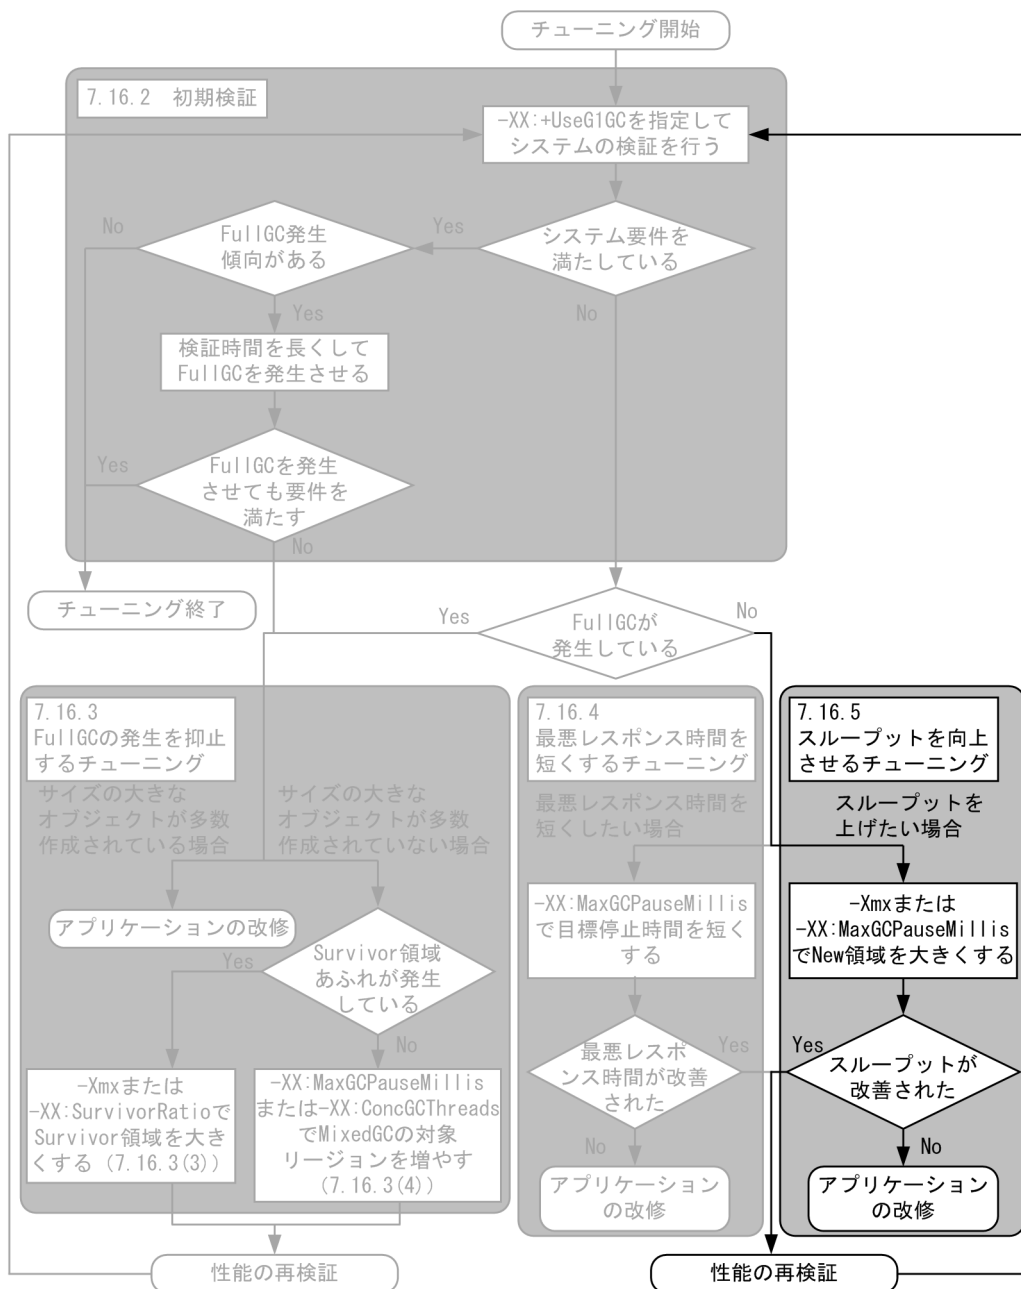 チューニング開始
7.16.2 初期検証
-XX:+UseG1GCを指定して
システムの検証を行う
No
FullGC発生
傾向がある
Yes
システム要件を
満たしている
Yes
No
検証時間を長くして
FullGCを発生させる
Yes
FullGCを発生
させても要件を
満たす
No
チューニング終了
Yes
FullGCが
発生している
No
7.16.3
FullGCの発生を抑止
するチューニング
サイズの大きな
オブジェクトが多数
作成されている場合
サイズの大きな
オブジェクトが多数
作成されていない場合
アプリケーションの改修
Yes
Survivor領域
あふれが発生
している
No
-Xmxまたは
-XX:SurvivorRatioで
Survivor領域を大き
くする（7.16.3(3)）
-XX:MaxGCPauseMillis
または-XX:ConcGCThreads
でMixedGCの対象
リージョンを増やす
（7.16.3(4)）
性能の再検証
7.16.4
最悪レスポンス時間を
短くするチューニング
最悪レスポンス時間を
短くしたい場合
-XX:MaxGCPauseMillis
で目標停止時間を短く
する
最悪レスポ
ンス時間が改善
された
Yes
No
アプリケーション
の改修
7.16.5
スループットを向上
させるチューニング
スループットを
上げたい場合
-Xmxまたは
-XX:MaxGCPauseMillis
でNew領域を大きくする
Yes
スループットが
改善された
No
アプリケーション
の改修
性能の再検証